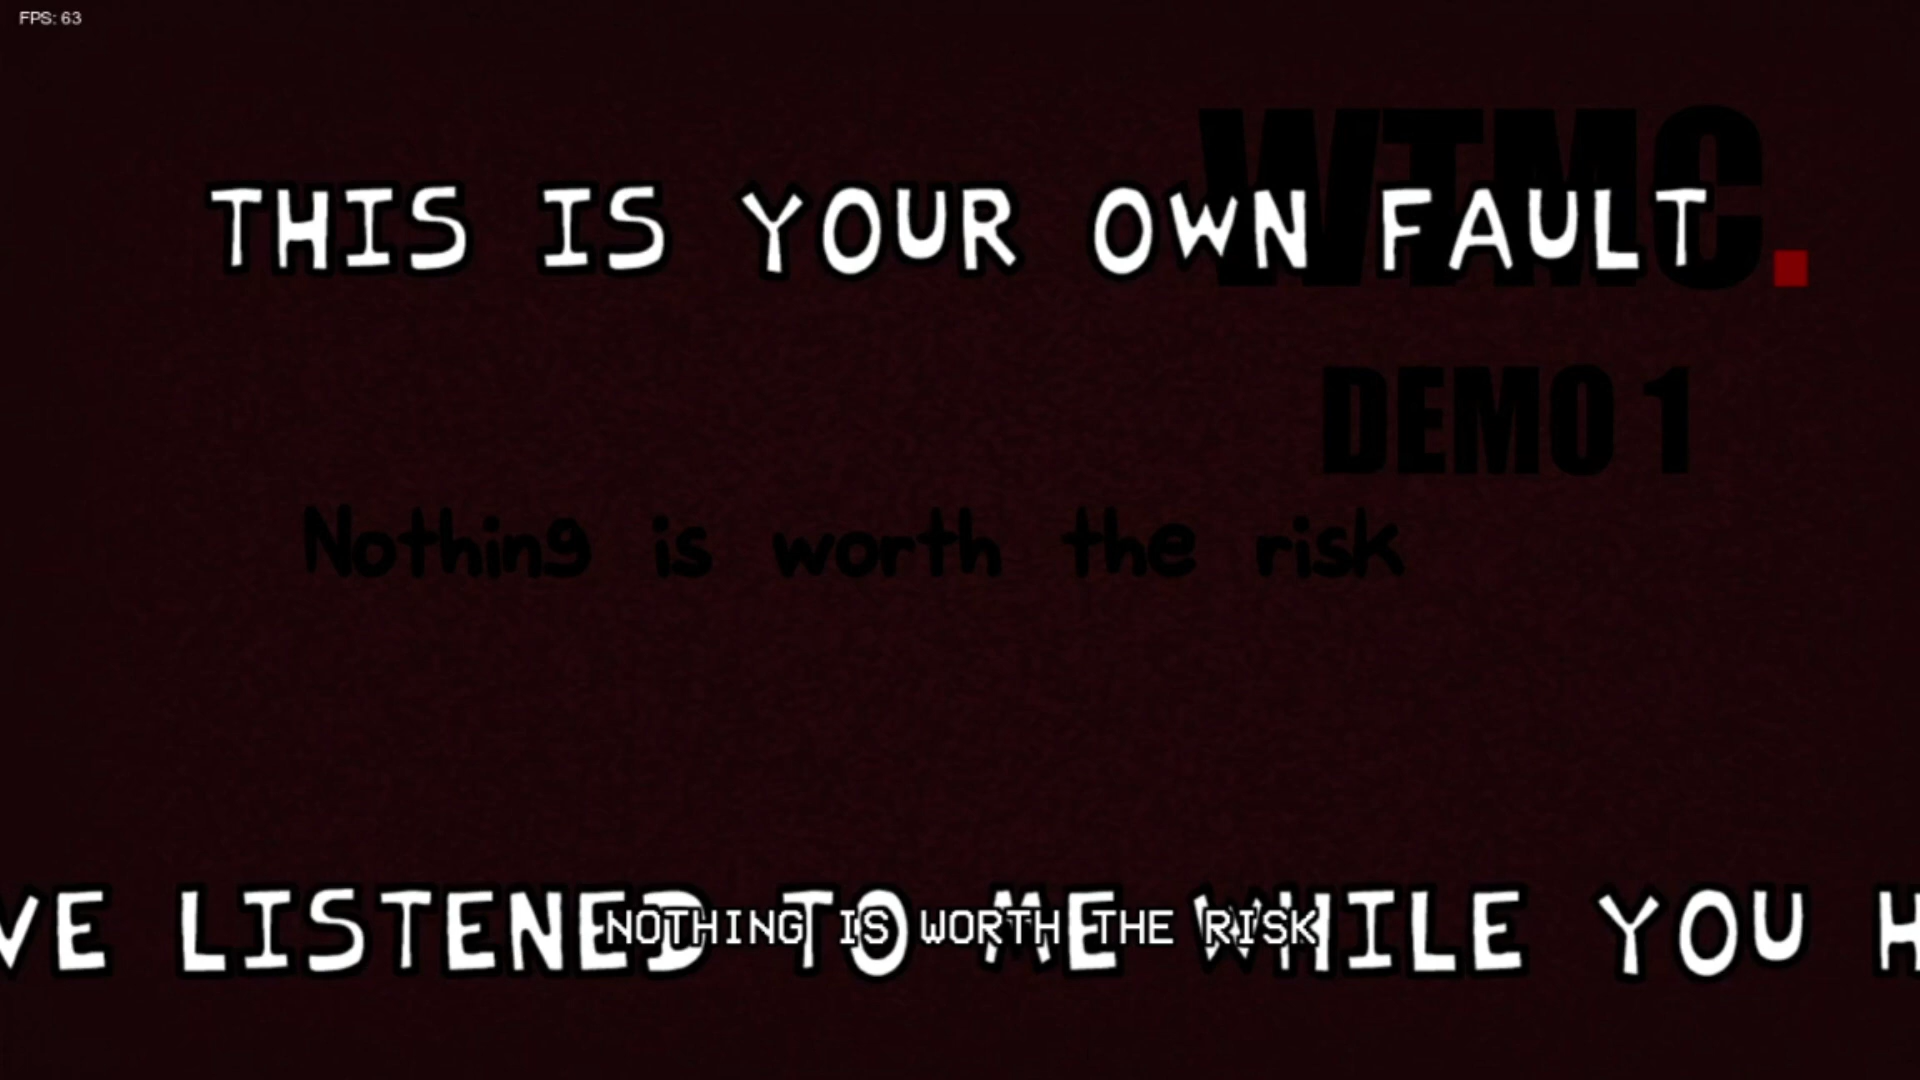 FPS: 63
WTMC.
THIS IS YOUR OWN FAULT
DEMO 1
Nothing is worth the risk
VE LISTENED TO ME WHILE YOU H
NOTHING IS WORTH THE RISK